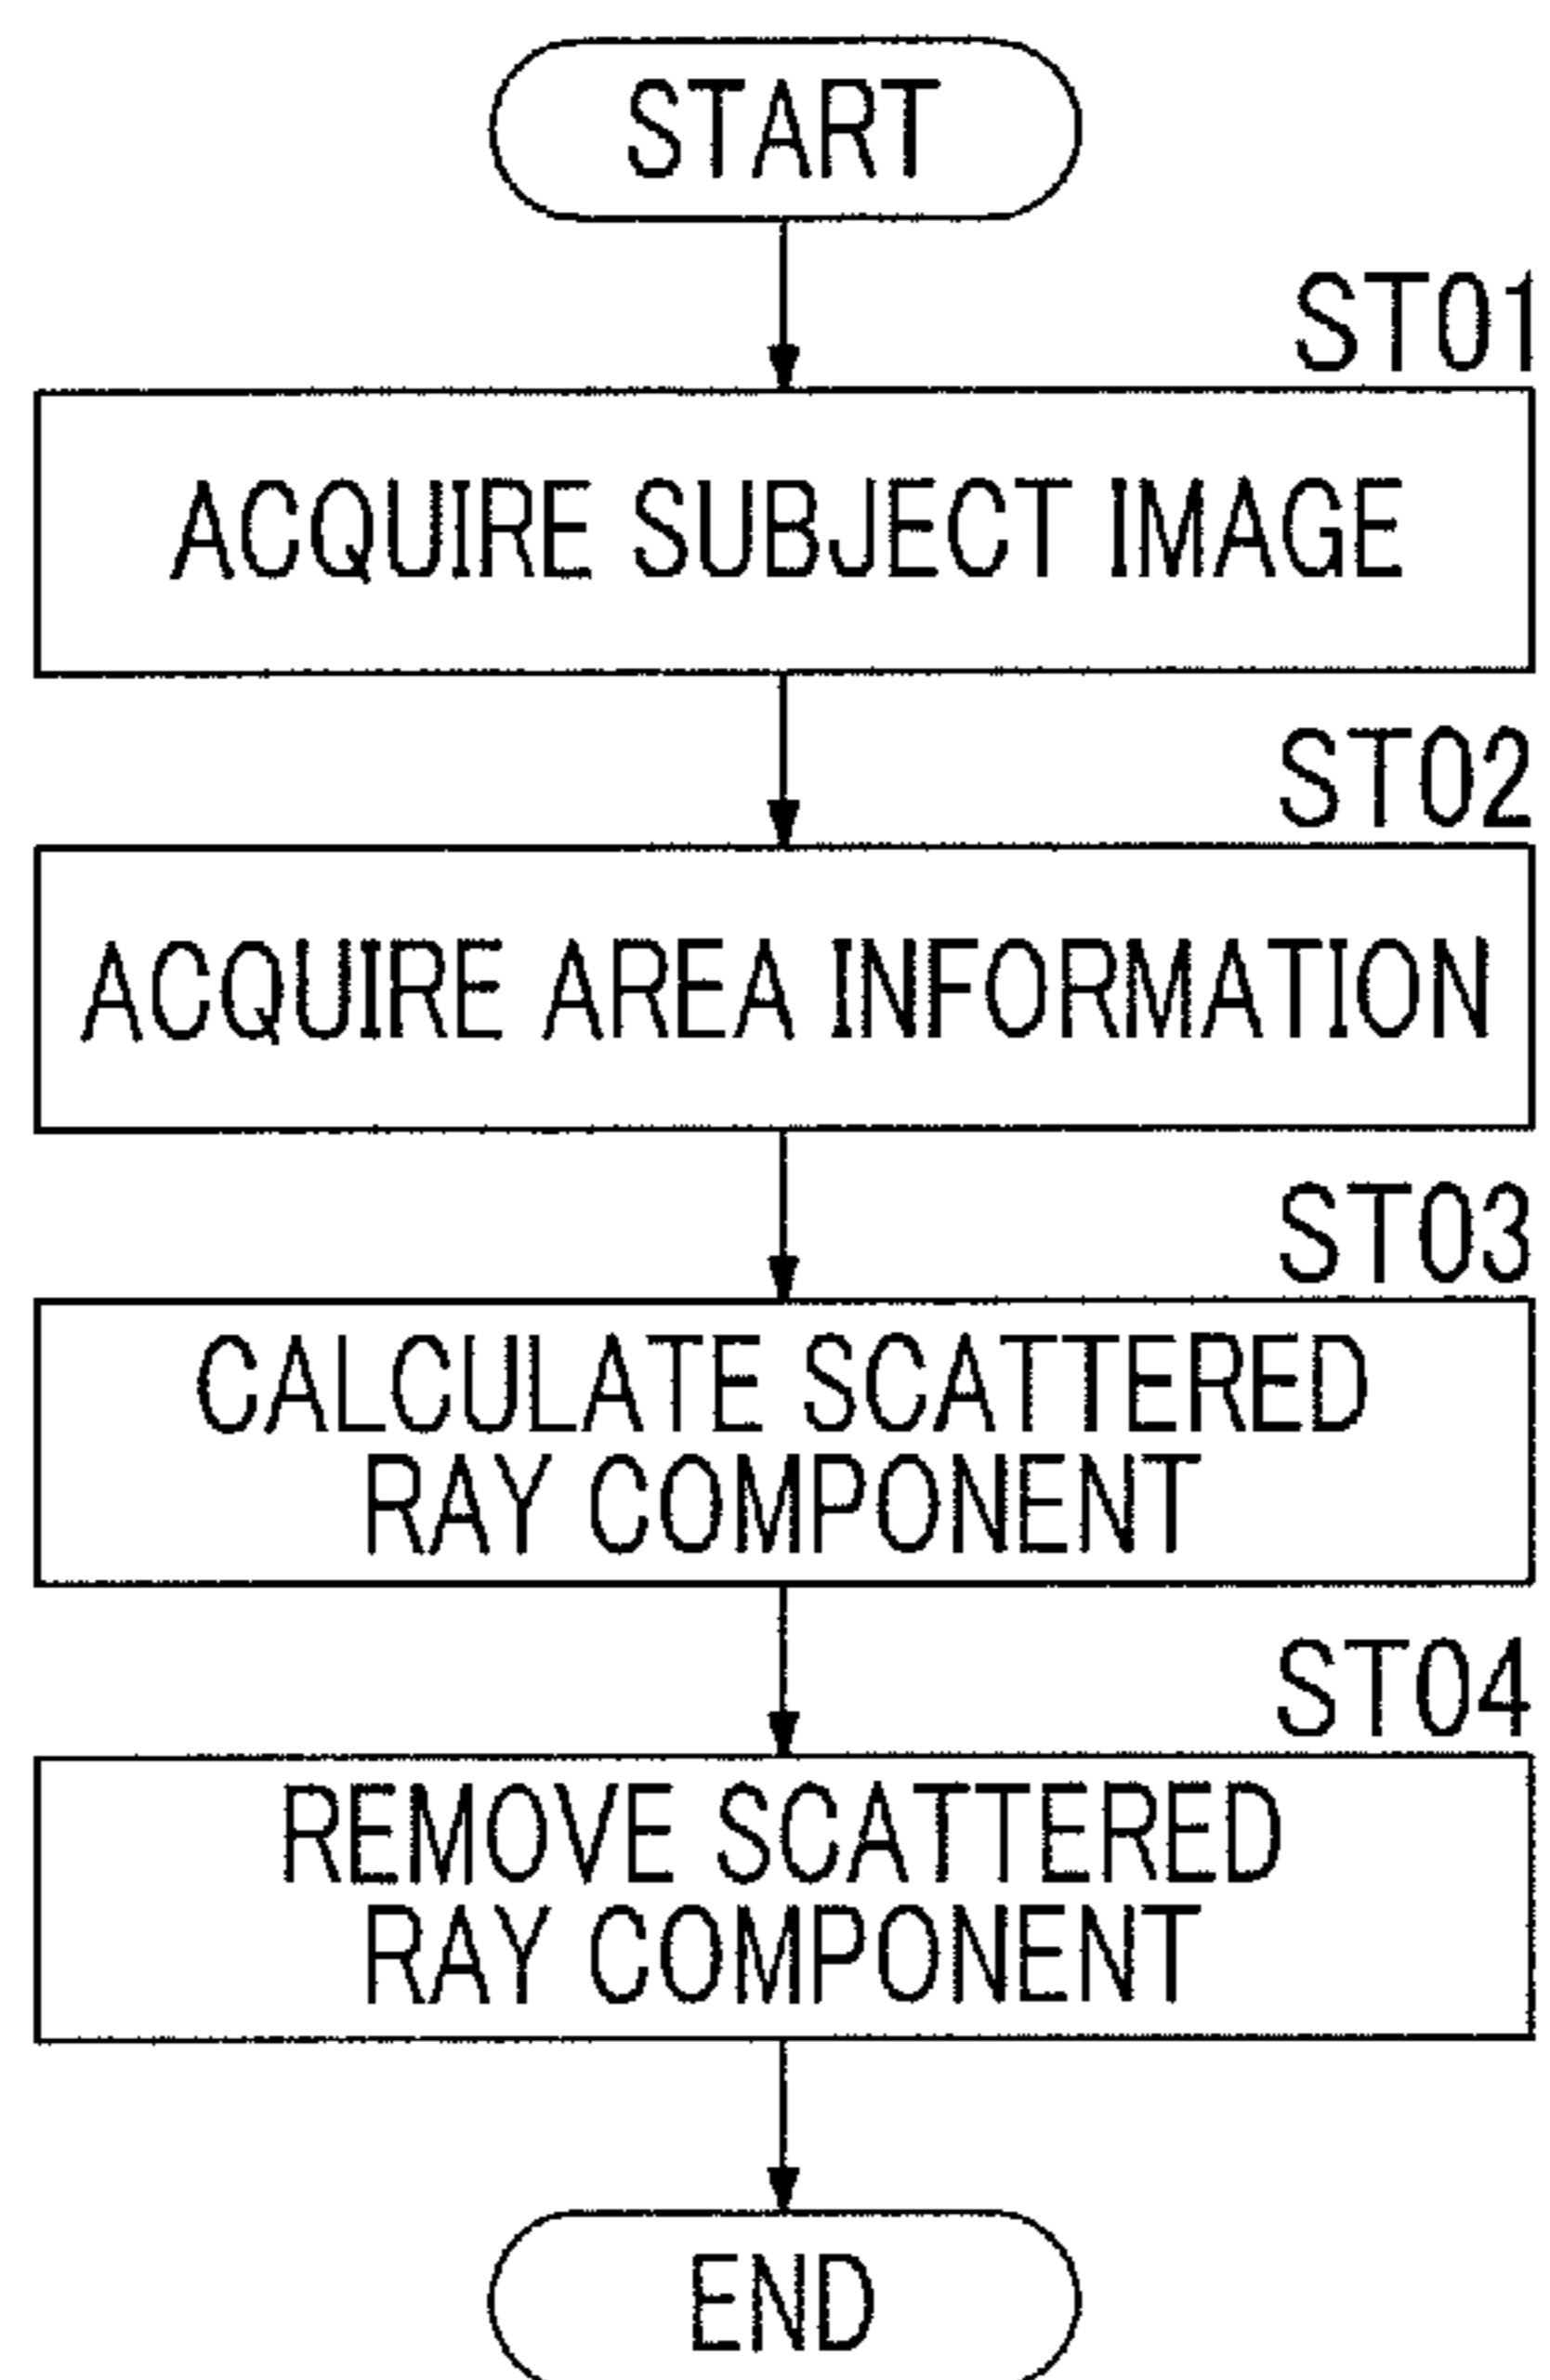 START
ST01
ACQUIRE SUBJECT IMAGE
ST02
ACQUIRE AREA INFORMATION
ST03
CALCULATE SCATTERED
RAY COMPONENT
ST04
REMOVE SCATTERED
RAY COMPONENT
END